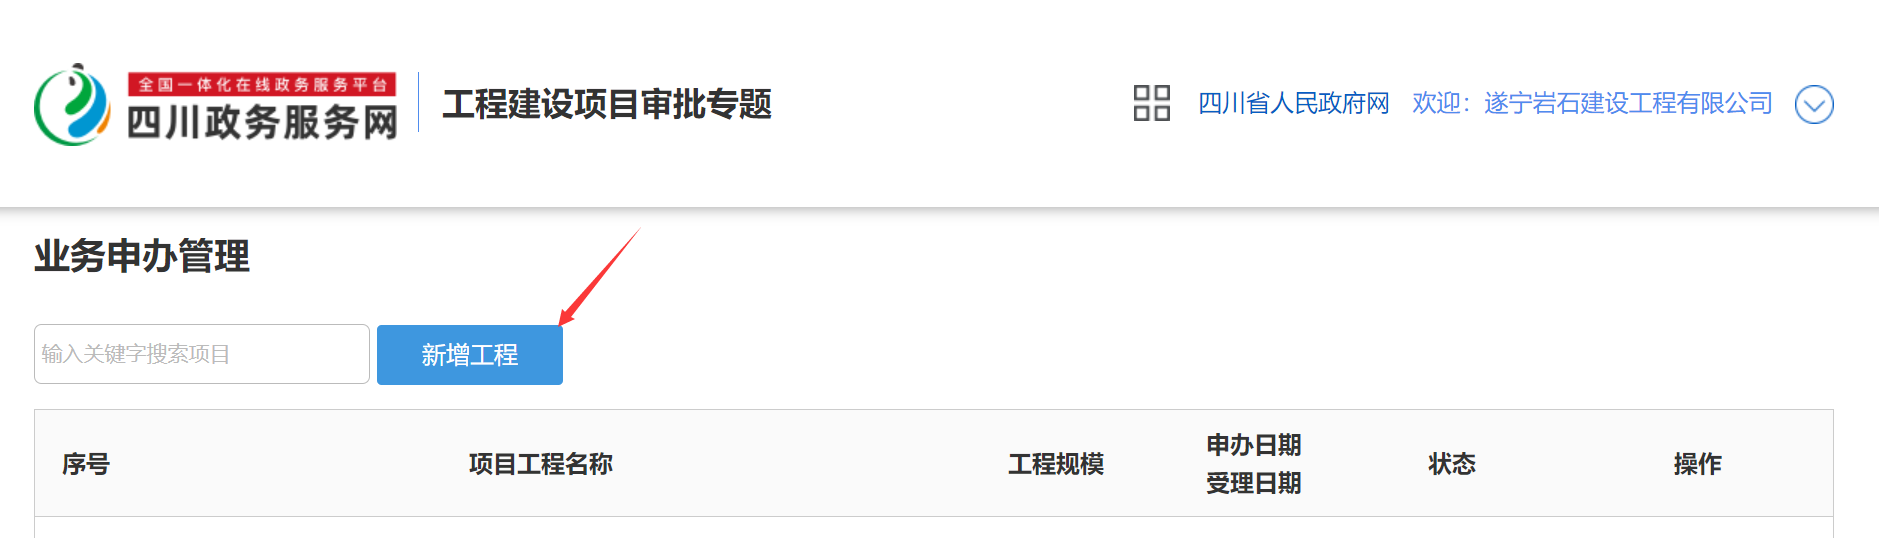 全国一体化在线政务服务平台
四川政务服务网
工程建设项目审批专题
四川省人民政府网
欢迎：遂宁岩石建设工程有限公司
业务申办管理
输入关键字搜索项目
新增工程
序号
项目工程名称
工程规模
申办日期
受理日期
状态
操作